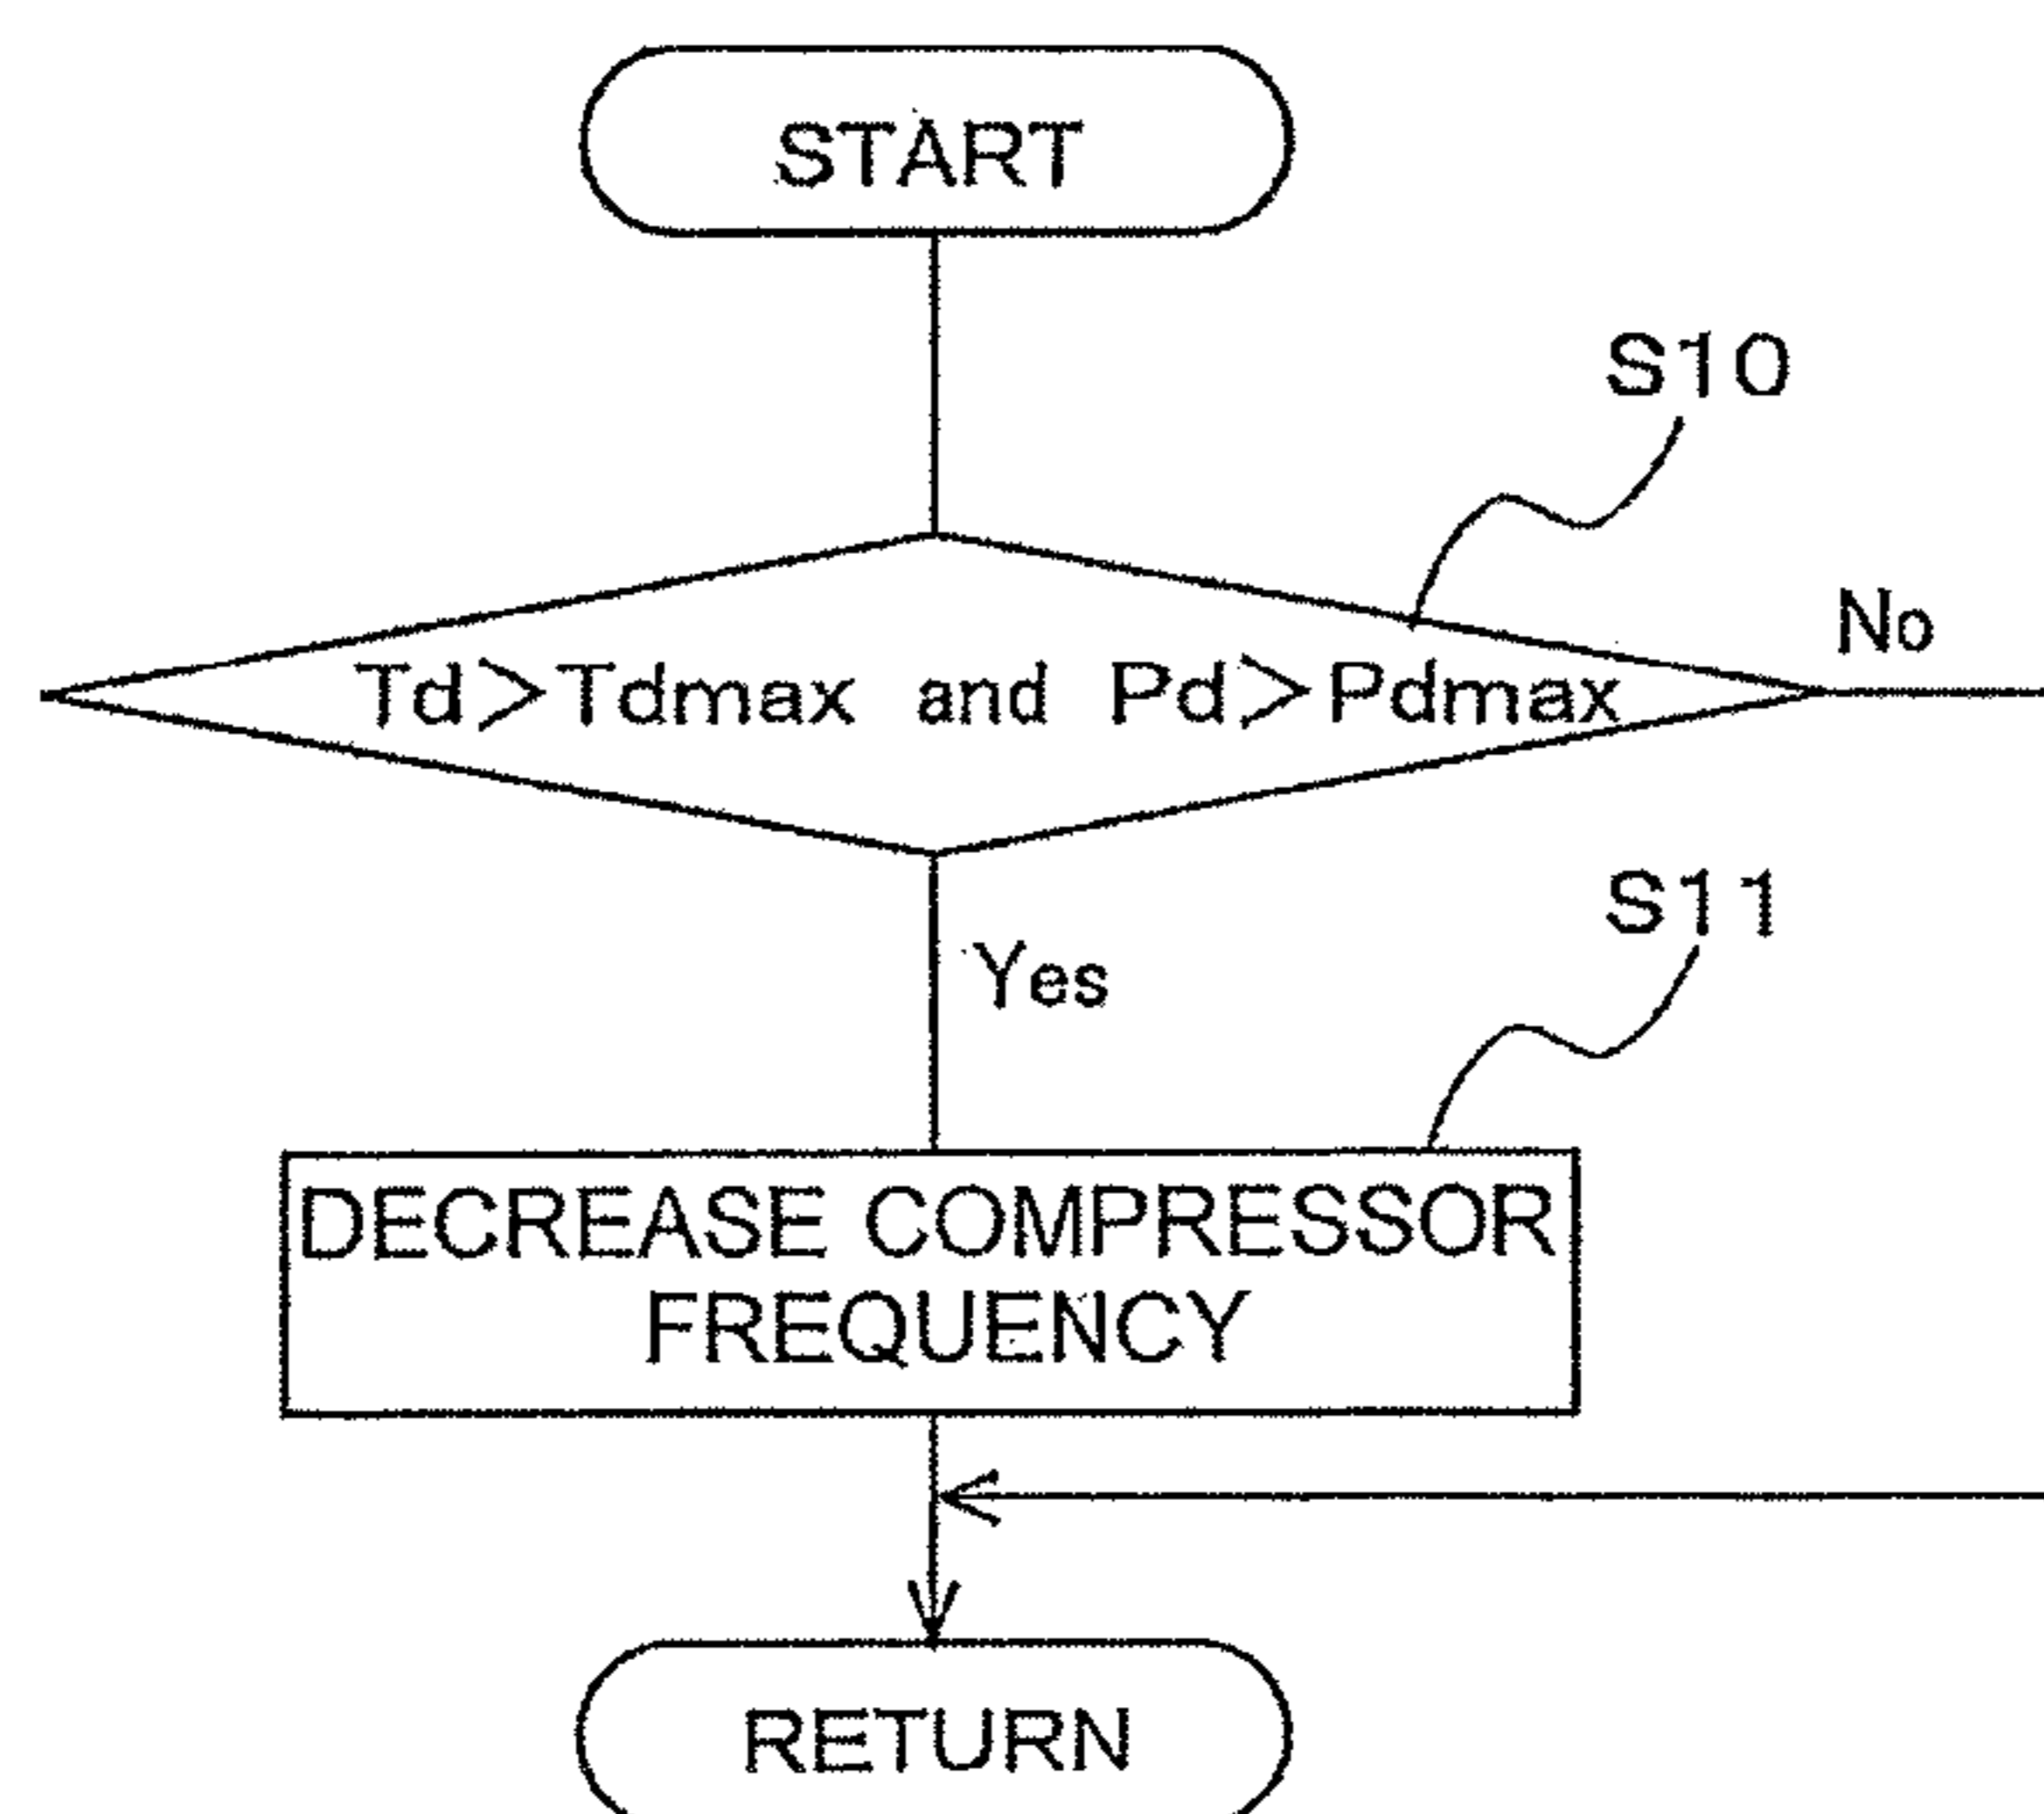 START
S10
No
Td>Tdmax and Pd>Pdmax
S11
Yes
DECREASE COMPRESSOR
FREQUENCY
RETURN